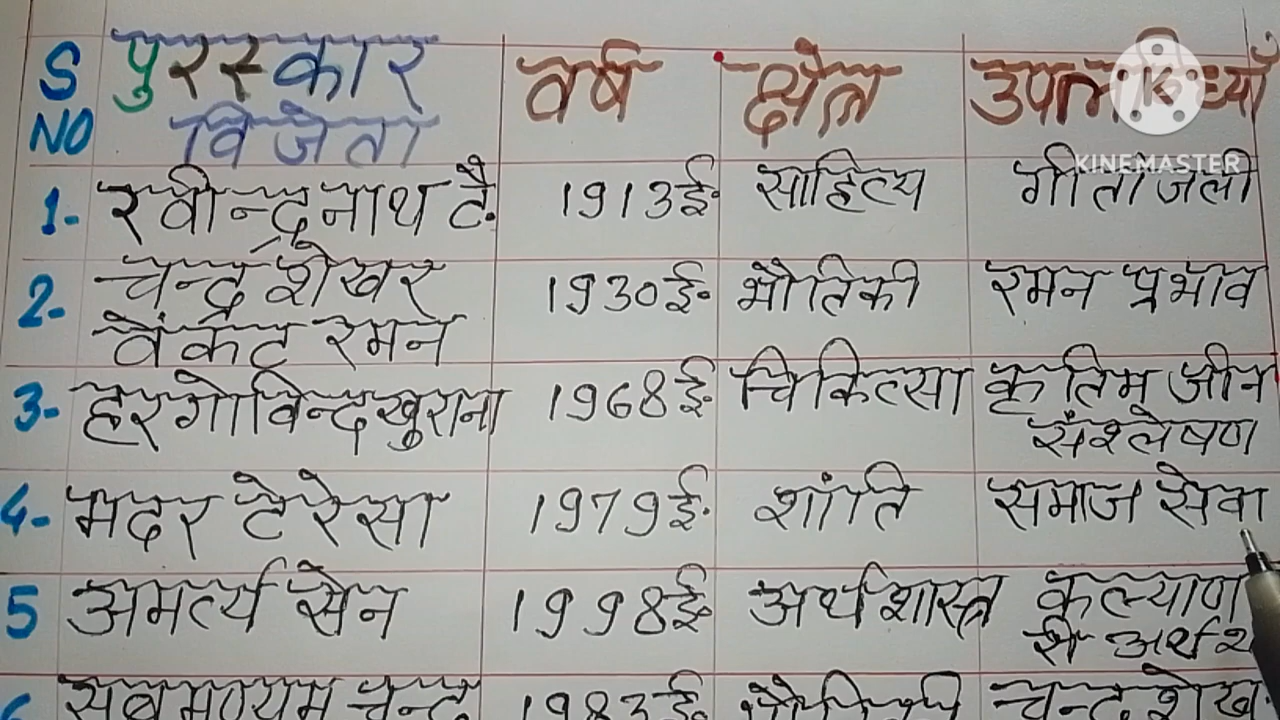 S NO पुरस्कार विजेता वर्ष क्षेत्र
KINEMASTER
1- रवीन्द्रनाथ टै. 1913ई. साहित्य गीतांजली
2- चन्द्रशेखर वेंकट रमन 1930ई. भौतिकी रमन प्रभाव
3- हरगोविन्द खुराना 1968ई. चिकित्सा कृतिम जीन संश्लेषण
4- मदर टेरेसा 1979ई. शांति समाज सेवा
5 अमर्त्य सेन 1998ई. अर्थशास्त्र कल्याण
1983ई.